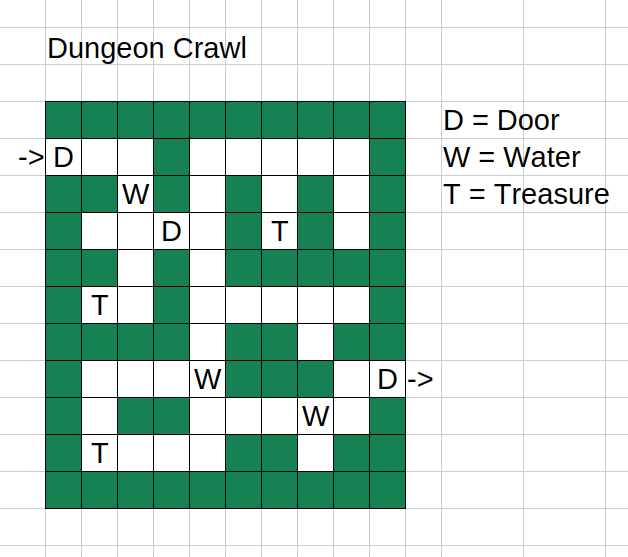 Dungeon Crawl
D = Door
-> D
W = Water
W
T = Treasure
D T
T
W D ->
W
T